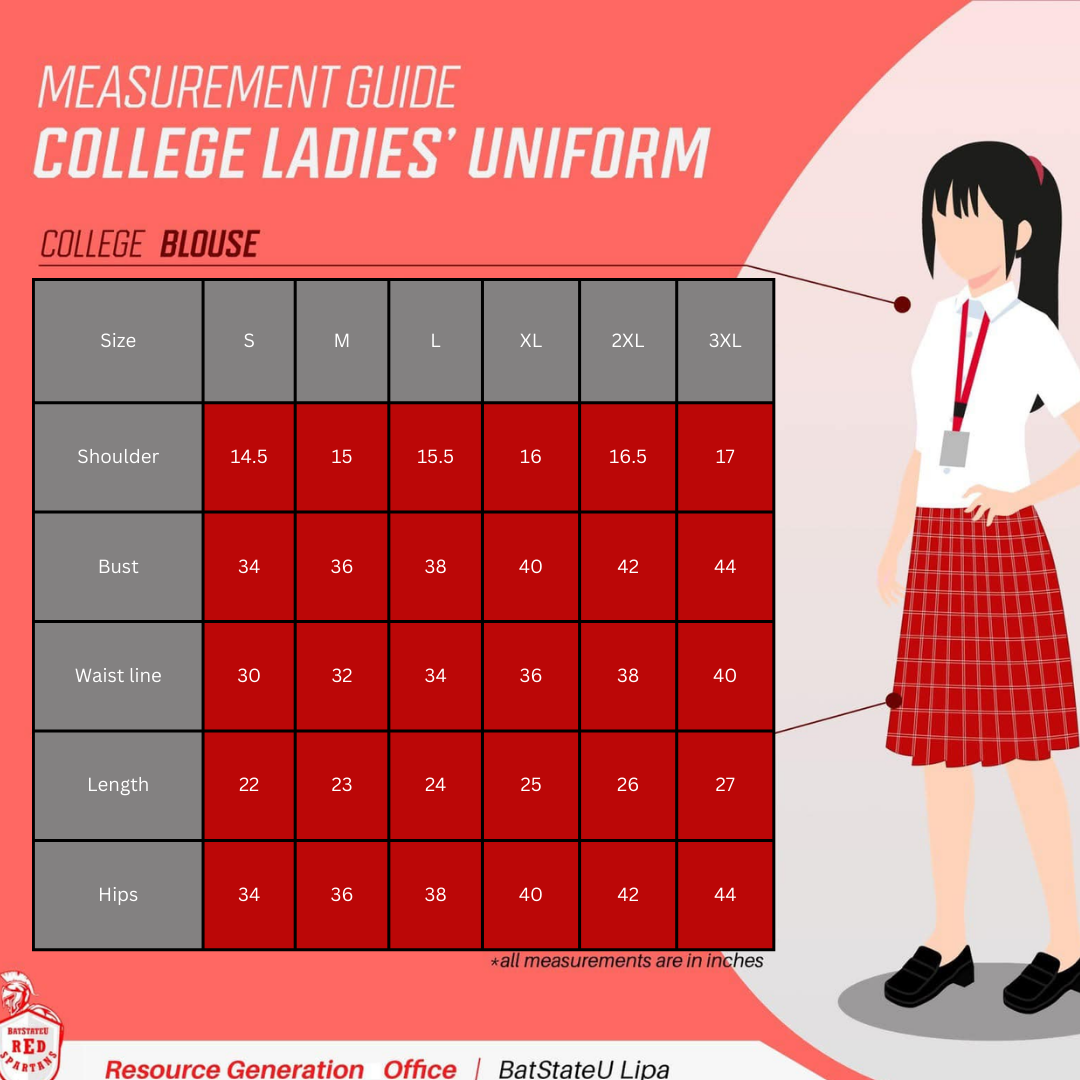 MEASUREMENT GUIDE
COLLEGE LADIES' UNIFORM
COLLEGE BLOUSE
Size S M L XL 2XL 3XL
Shoulder 14.5 15 15.5 16 16.5 17
Bust 34 36 38 40 42 44
Waist line 30 32 34 36 38 40
Length 22 23 24 25 26 27
Hips 34 36 38 40 42 44
*all measurements are in inches
BATSTATEU
RED
SPARTANS
Resource Generation Office | BatStateU Lipa